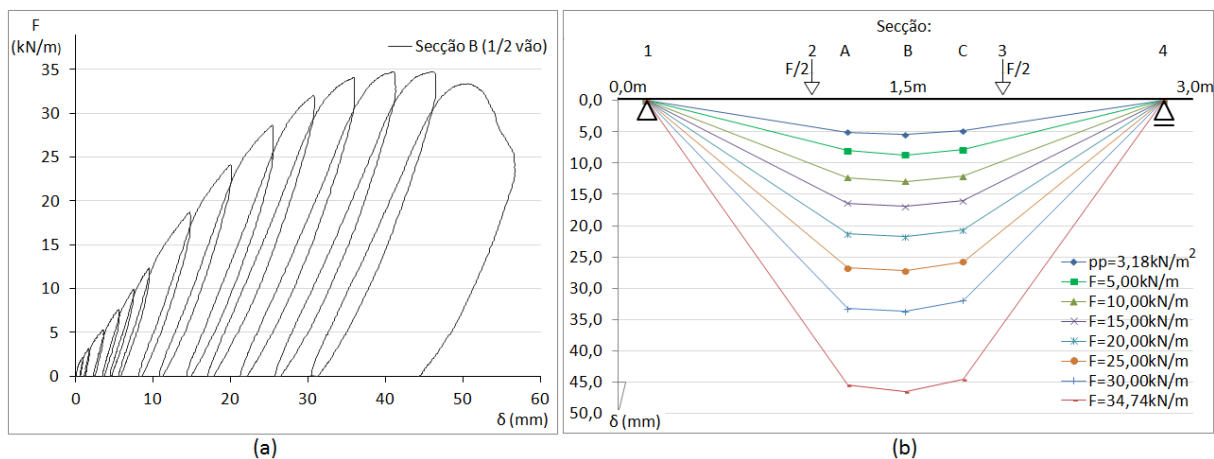 F
(kN/m)
Secção B (1/2 vão)
35
30
25
20
15
10
5
0
0 10 20 30 40 50 60
δ (mm)
(a)
Secção:
1 2 A B C 3 4
F/2 F/2
0,0m 1,5m 3,0m
0,0
5,0
10,0
15,0
20,0
25,0
30,0
35,0
40,0
45,0
50,0
δ (mm)
pp=3,18kN/m²
F=5,00kN/m
F=10,00kN/m
F=15,00kN/m
F=20,00kN/m
F=25,00kN/m
F=30,00kN/m
F=34,74kN/m
(b)